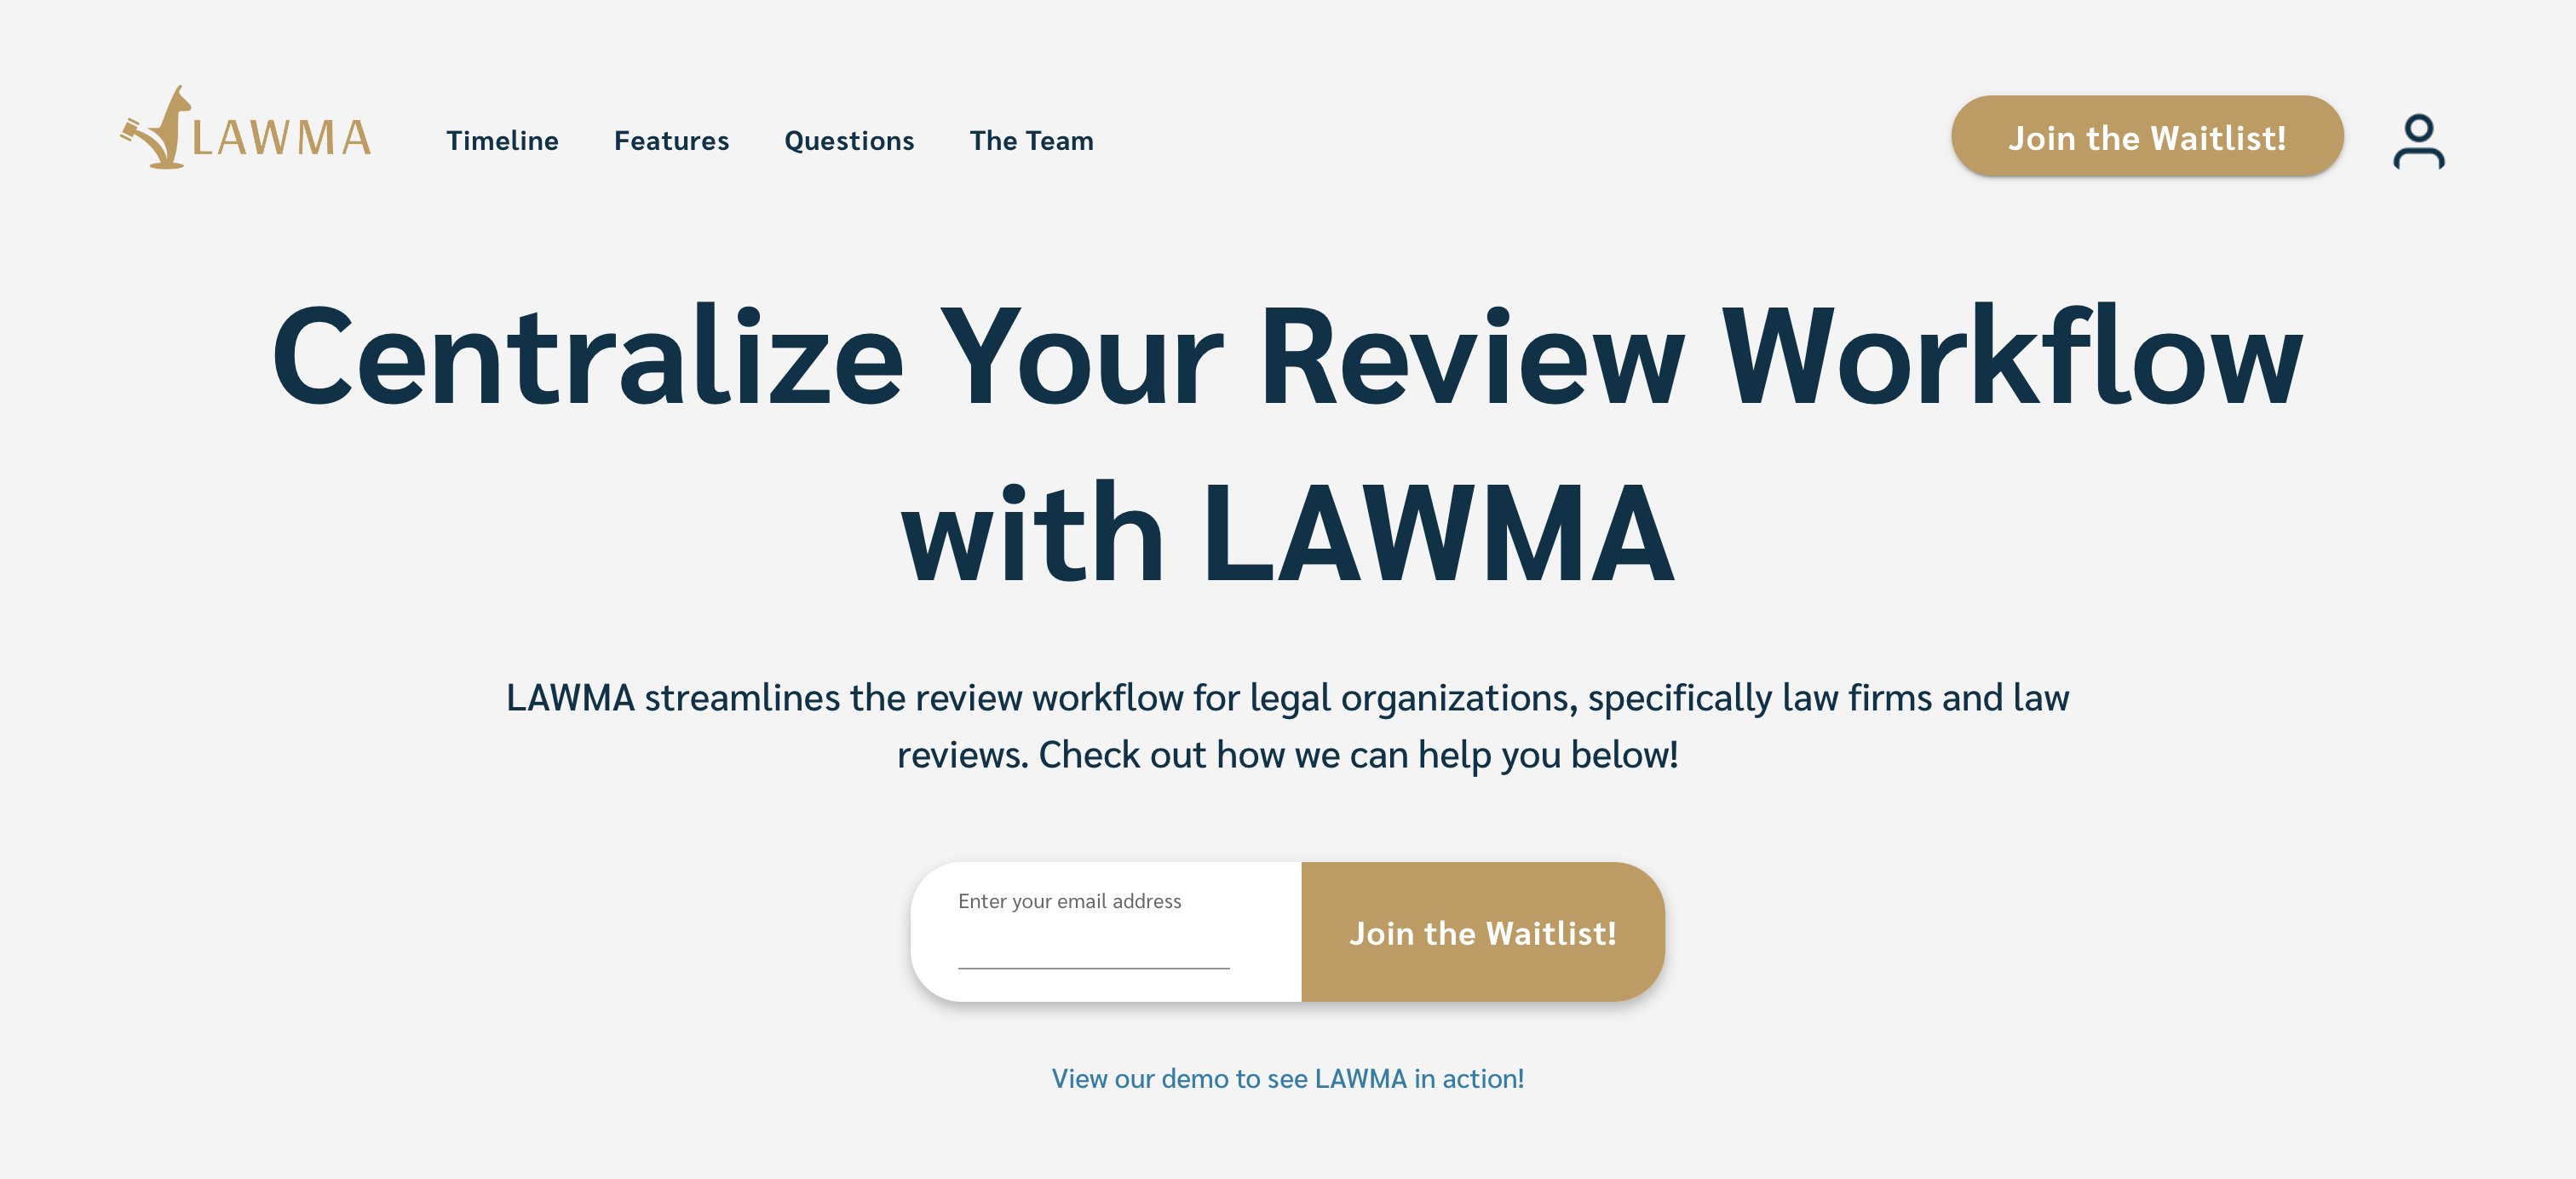 LAWMA
Timeline
Features
Questions
The Team
Join the Waitlist!
Centralize Your Review Workflow
with LAWMA
LAWMA streamlines the review workflow for legal organizations, specifically law firms and law
reviews. Check out how we can help you below!
Enter your email address
Join the Waitlist!
View our demo to see LAWMA in action!